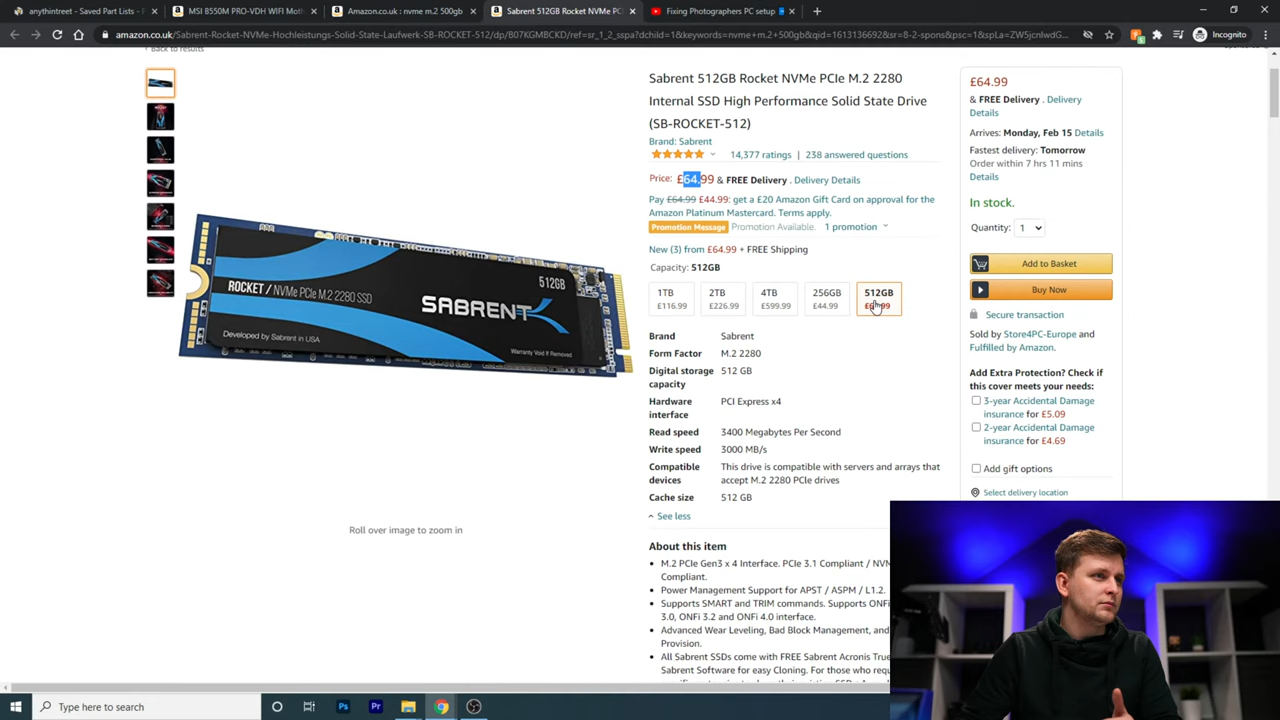 anythintreet - Saved Part Lists - P
MSI B550M PRO-VDH WIFI Moth
Amazon.co.uk : nvme m.2 500gb
Sabrent 512GB Rocket NVMe PC
Fixing Photographers PC setup
amazon.co.uk/Sabrent-Rocket-NVMe-Hochleistungs-Solid-State-Laufwerk-SB-ROCKET-512/dp/B07KGMBCKD/ref=sr_1_2_sspa?dchild=1&keywords=nvme+m.2+500gb&qid=1613136692&sr=8-2-spons&psc=1&spLa=
Incognito
Back to results
Sabrent 512GB Rocket NVMe PCIe M.2 2280
Internal SSD High Performance Solid State Drive
(SB-ROCKET-512)
Brand: Sabrent
14,377 ratings | 238 answered questions
Price: £64.99 & FREE Delivery . Delivery Details
Pay £64.99 £44.99: get a £20 Amazon Gift Card on approval for the
Amazon Platinum Mastercard. Terms apply.
Promotion Message Promotion Available. 1 promotion
New (3) from £64.99 + FREE Shipping
Capacity: 512GB
1TB 2TB 4TB 256GB 512GB
£116.99 £226.99 £599.99 £44.99
Brand Sabrent
Form Factor M.2 2280
Digital storage 512 GB
capacity
Hardware PCI Express x4
interface
Read speed 3400 Megabytes Per Second
Write speed 3000 MB/s
Compatible This drive is compatible with servers and arrays that
devices accept M.2 2280 PCIe drives
Cache size 512 GB
See less
About this item
M.2 PCIe Gen3 x 4 Interface. PCIe 3.1 Compliant / NVM
Compliant.
Power Management Support for APST / ASPM / L1.2.
Supports SMART and TRIM commands. Supports ONFi
3.0, ONFi 3.2 and ONFi 4.0 interface.
Advanced Wear Leveling, Bad Block Management, and
Provision.
All Sabrent SSDs come with FREE Sabrent Acronis True
Sabrent Software for easy Cloning. For those who requ
£64.99
& FREE Delivery . Delivery
Details
Arrives: Monday, Feb 15 Details
Fastest delivery: Tomorrow
Order within 7 hrs 11 mins
Details
In stock.
Quantity: 1
Add to Basket
Buy Now
Secure transaction
Sold by Store4PC-Europe and
Fulfilled by Amazon.
Add Extra Protection? Check if
this cover meets your needs:
3-year Accidental Damage
insurance for £5.09
2-year Accidental Damage
insurance for £4.69
Add gift options
Select delivery location
ROCKET / NVMe PCIe M.2 2280 SSD
SABRENT
512GB
Developed by Sabrent in USA
Warranty Void If Removed
Roll over image to zoom in
Type here to search